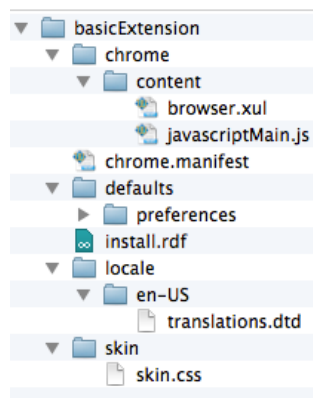 basicExtension
chrome
content
browser.xul
javascriptMain.js
chrome.manifest
defaults
preferences
install.rdf
locale
en-US
translations.dtd
skin
skin.css